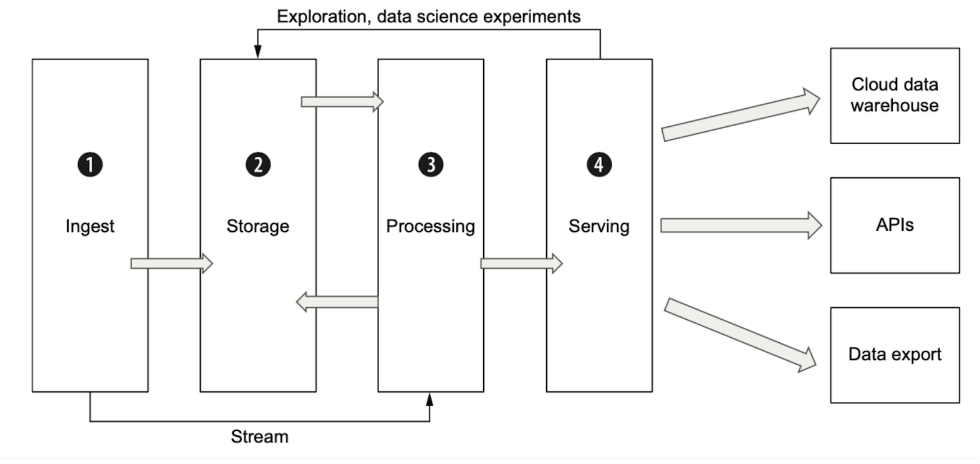 Exploration, data science experiments
1
Ingest
2
Storage
3
Processing
4
Serving
Cloud data
warehouse
APIs
Data export
Stream